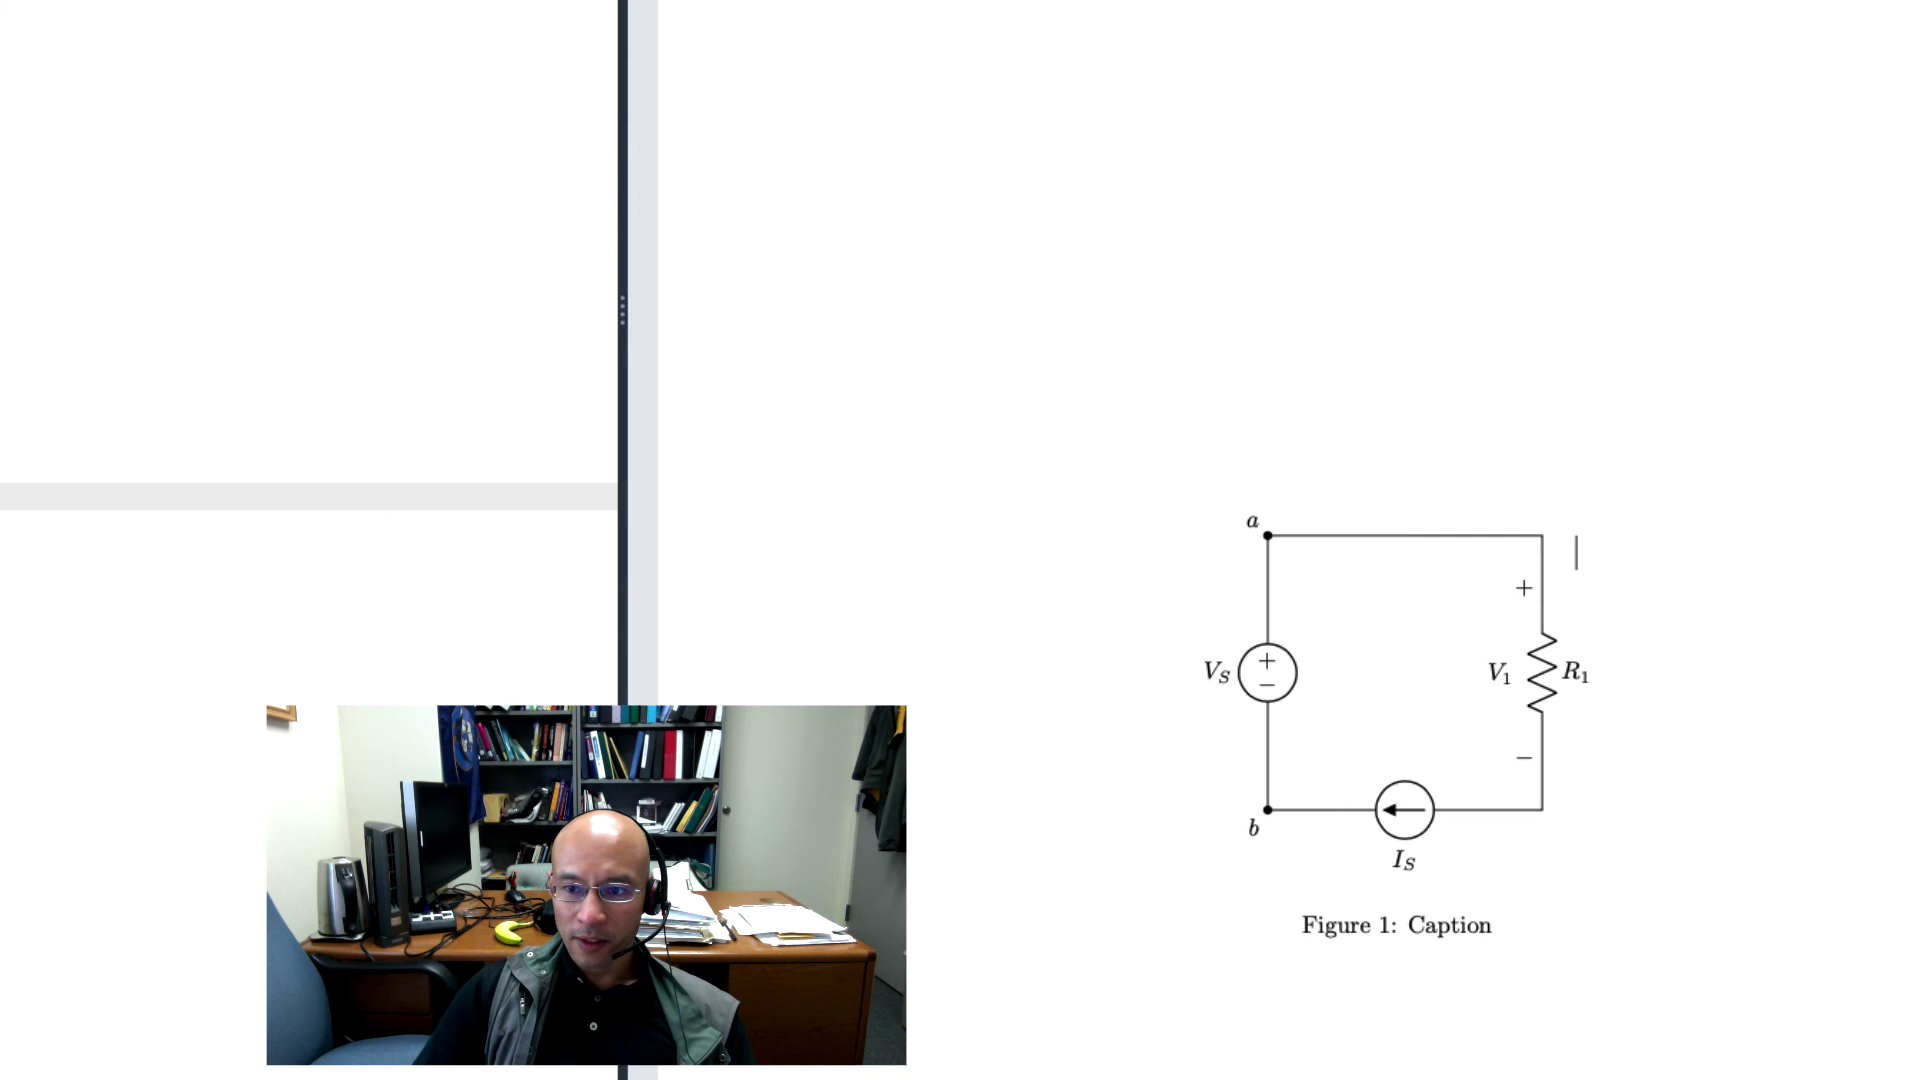 a
+
V_S + −
V_1 R_1
−
b
I_S
Figure 1: Caption